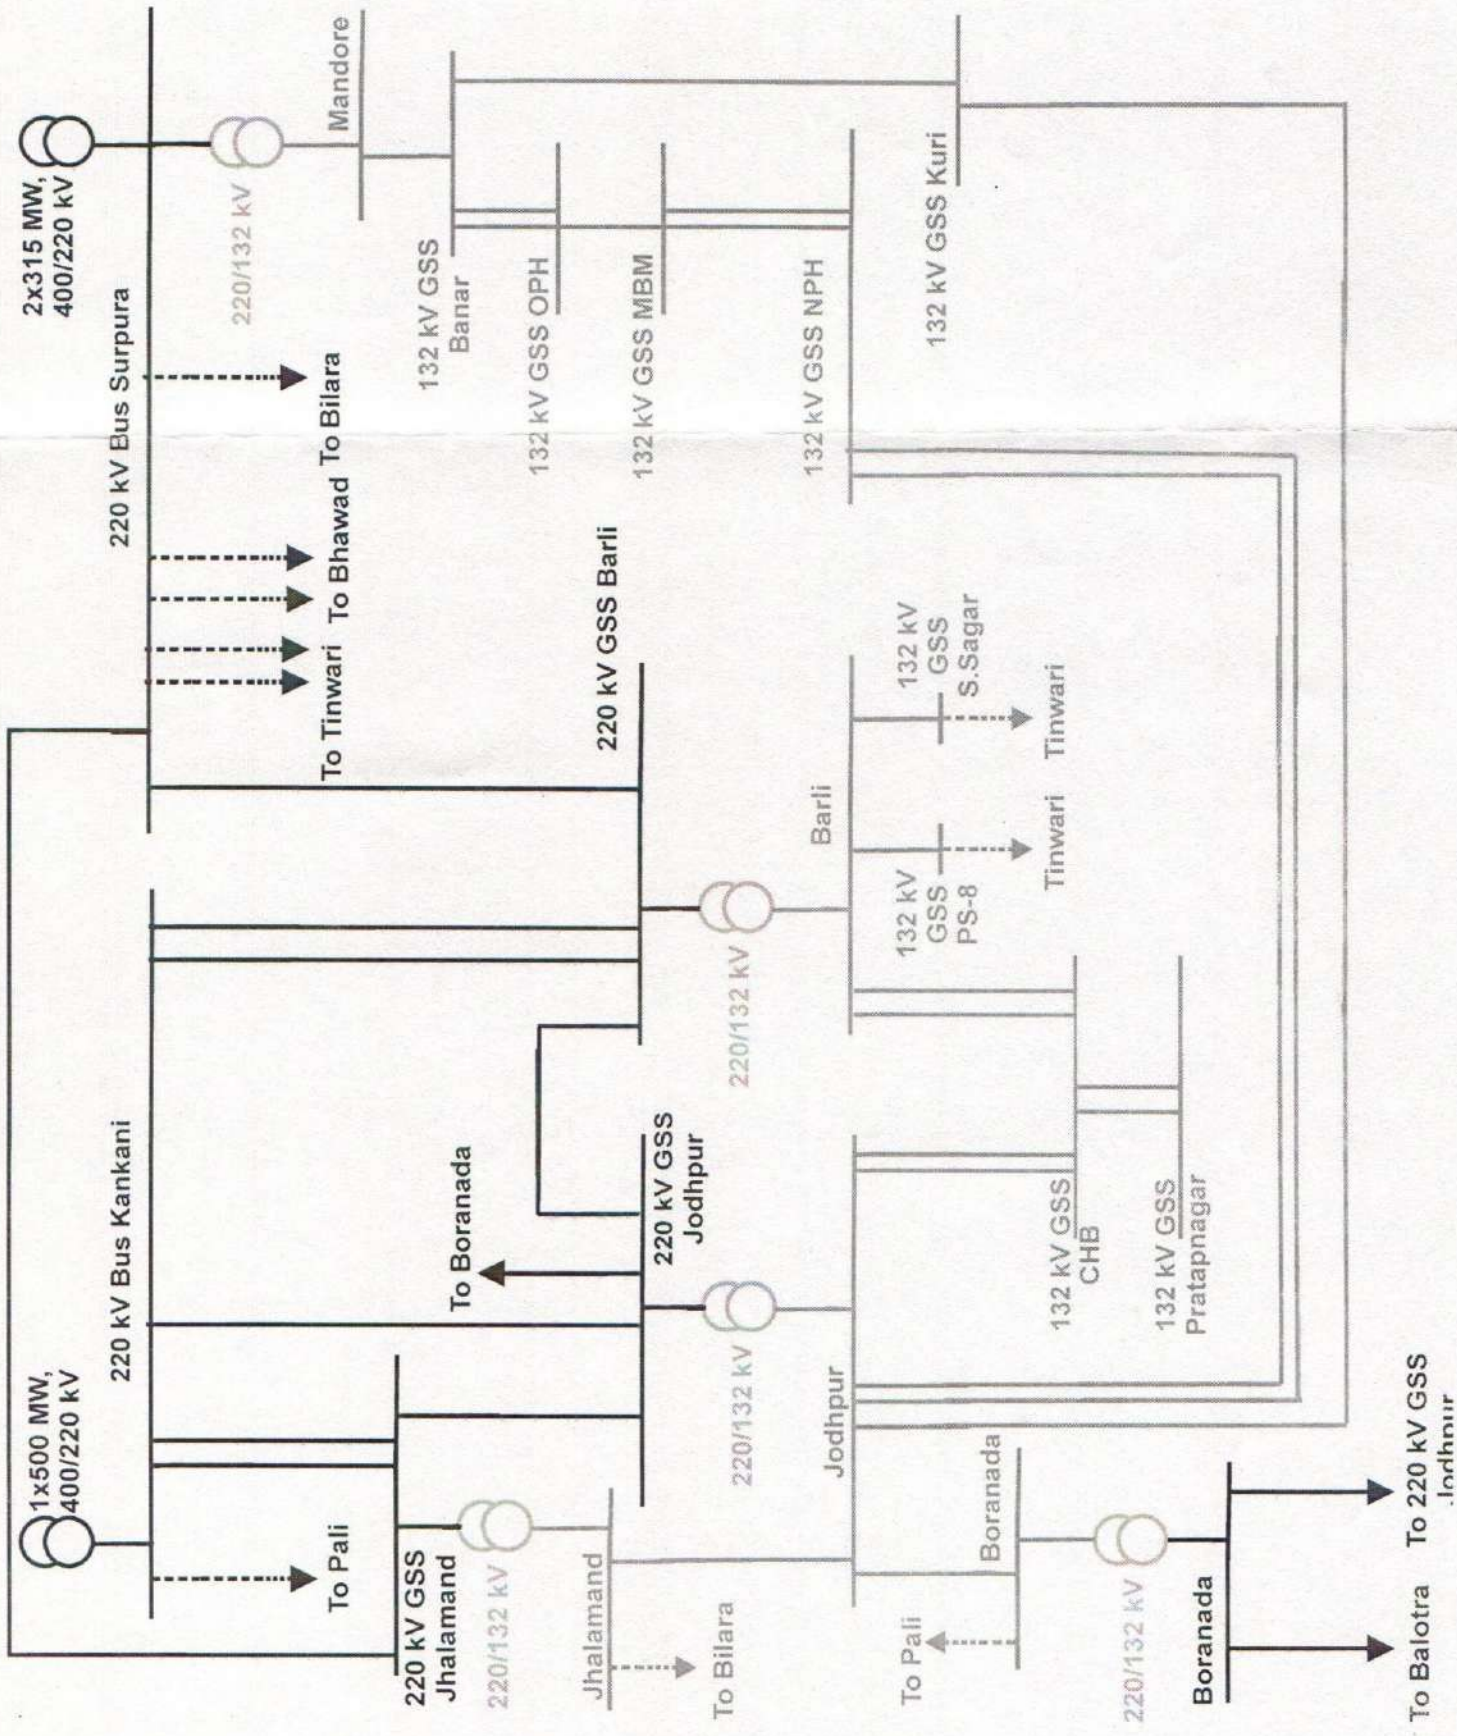 1x500 MW,
400/220 kV
220 kV Bus Kankani
220 kV Bus Surpura
2x315 MW,
400/220 kV
To Pali
To Tinwari
To Bhawad
To Bilara
220/132 kV
Mandore
220 kV GSS
Jhalamand
To Boranada
132 kV GSS
Banar
220/132 kV
132 kV GSS OPH
Jhalamand
220 kV GSS
Jodhpur
220 kV GSS Barli
132 kV GSS MBM
To Bilara
220/132 kV
220/132 kV
Jodhpur
Barli
132 kV GSS NPH
To Pali
132 kV
GSS
PS-8
132 kV
GSS
S.Sagar
132 kV GSS Kuri
Boranada
132 kV GSS
CHB
Tinwari
Tinwari
220/132 kV
132 kV GSS
Pratapnagar
Boranada
To Balotra
To 220 kV GSS
Jodhpur